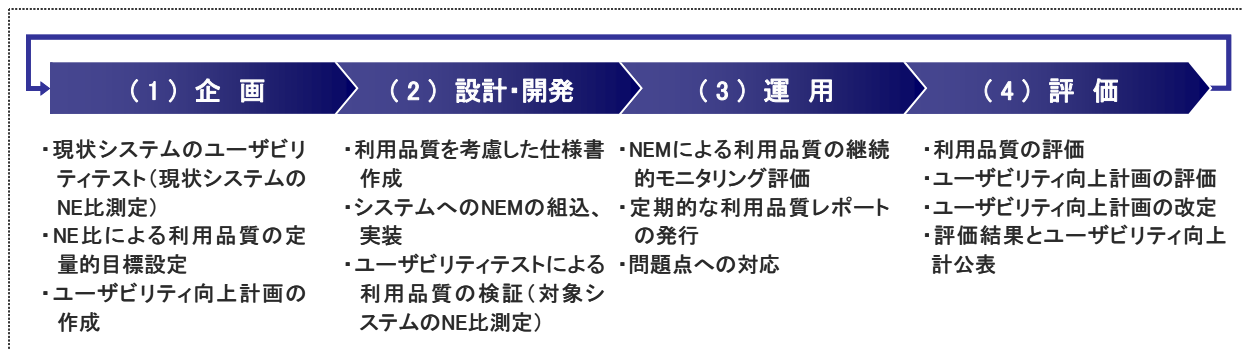 (1) 企 画
(2) 設計・開発
(3) 運 用
(4) 評 価
・現状システムのユーザビリ
ティテスト(現状システムの
NE比測定)
・NE比による利用品質の定
量的目標設定
・ユーザビリティ向上計画の
作成
・利用品質を考慮した仕様書
作成
・システムへのNEMの組込、
実装
・ユーザビリティテストによる
利用品質の検証(対象シ
ステムのNE比測定)
・NEMによる利用品質の継続
的モニタリング評価
・定期的な利用品質レポート
の発行
・問題点への対応
・利用品質の評価
・ユーザビリティ向上計画の評価
・ユーザビリティ向上計画の改定
・評価結果とユーザビリティ向上
計公表